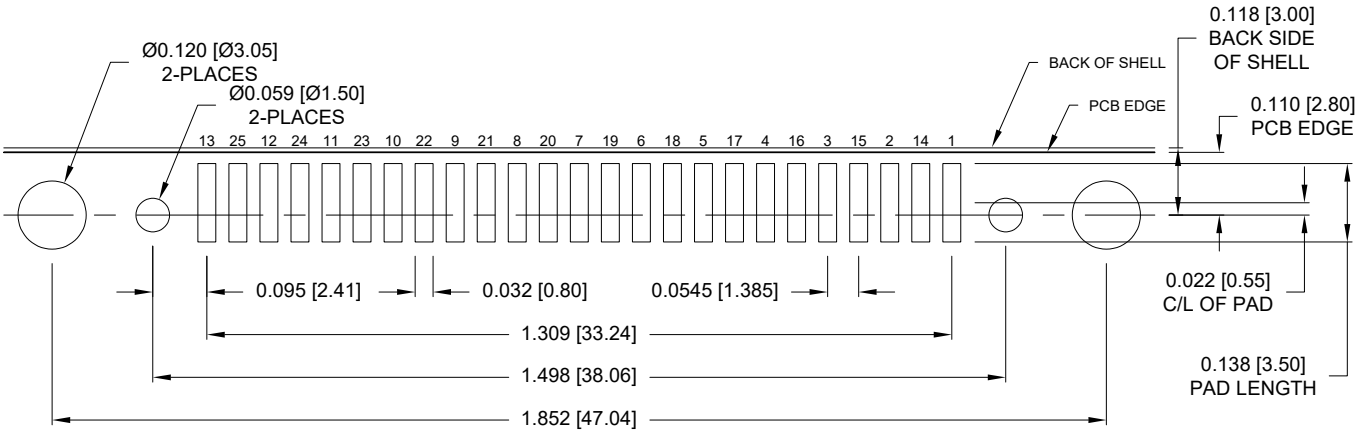 0.118 [3.00]
BACK SIDE
OF SHELL
Ø0.120 [Ø3.05]
2-PLACES
BACK OF SHELL
Ø0.059 [Ø1.50]
2-PLACES
PCB EDGE
0.110 [2.80]
PCB EDGE
13 25 12 24 11 23 10 22 9 21 8 20 7 19 6 18 5 17 4 16 3 15 2 14 1
0.095 [2.41]
0.032 [0.80]
0.0545 [1.385]
0.022 [0.55]
C/L OF PAD
1.309 [33.24]
1.498 [38.06]
0.138 [3.50]
PAD LENGTH
1.852 [47.04]